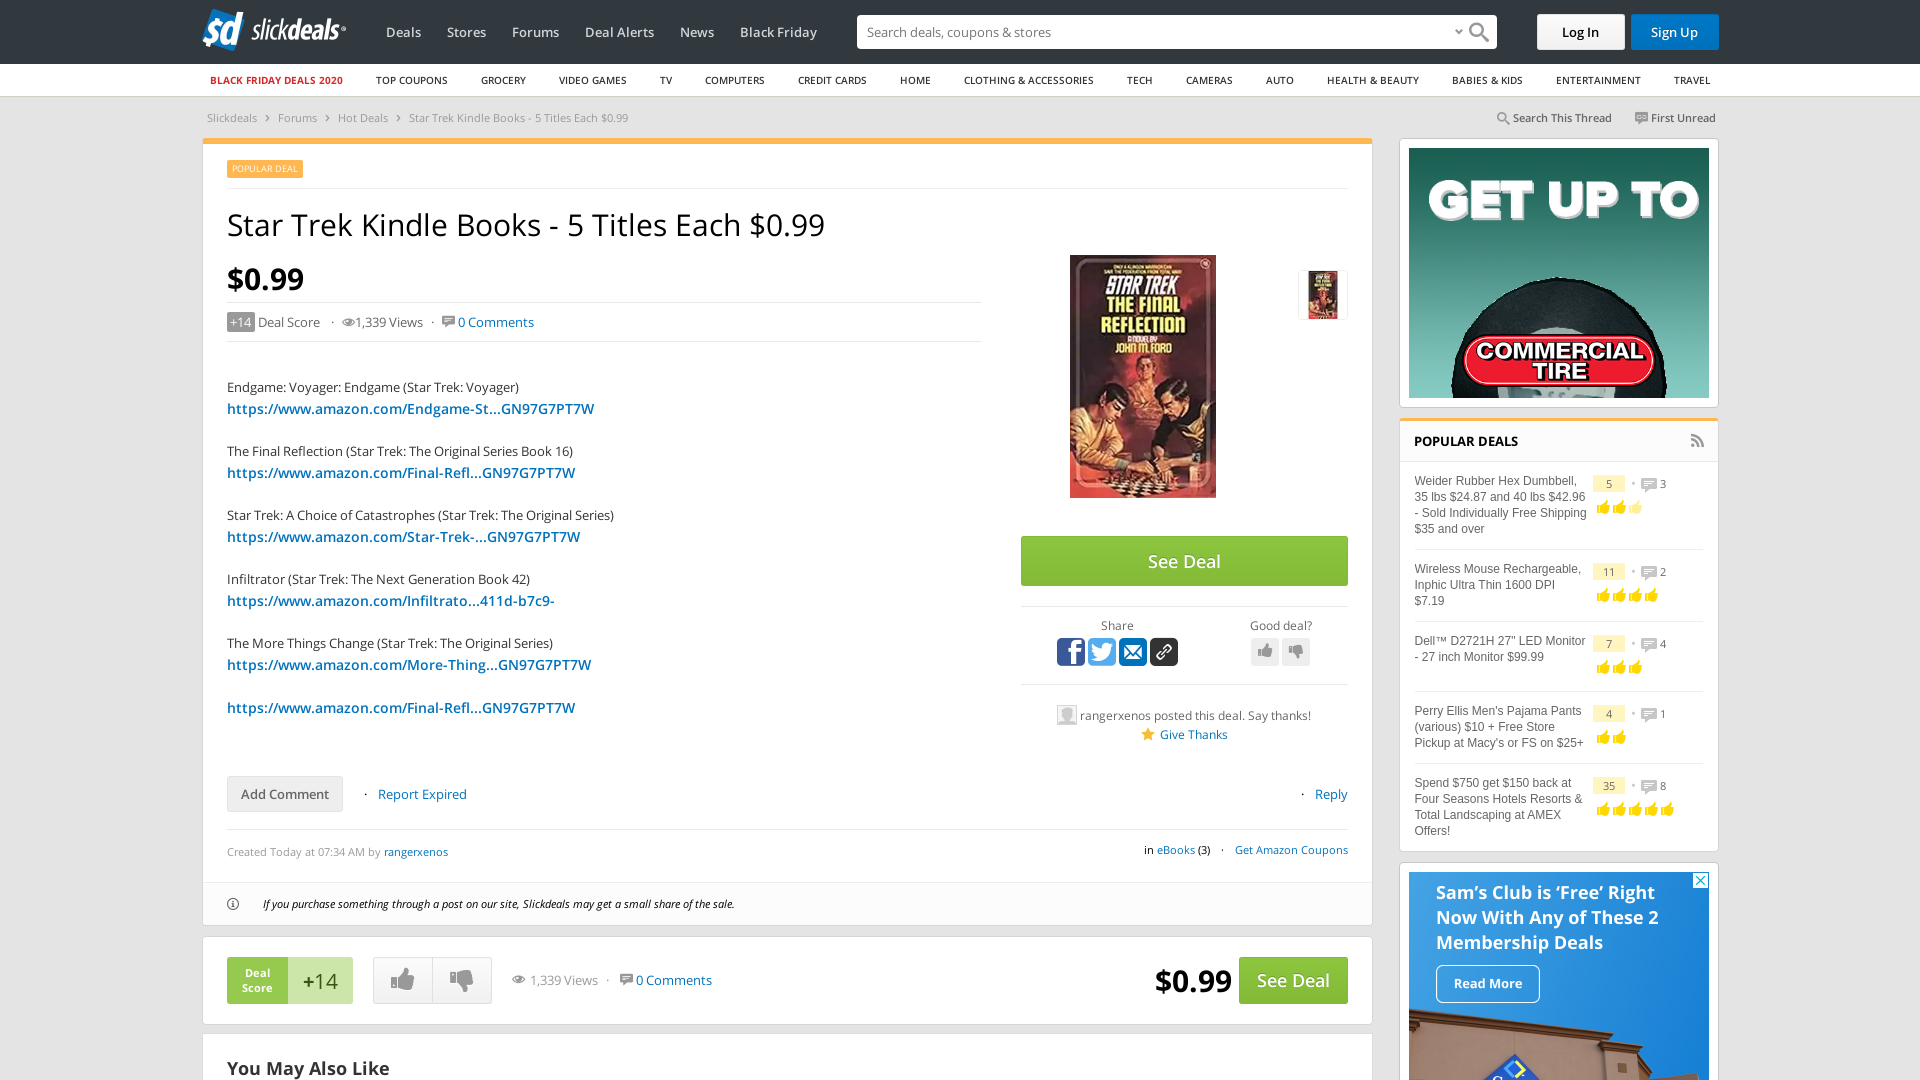 slickdeals
Deals
Stores
Forums
Deal Alerts
News
Black Friday
Search deals, coupons & stores
Log In
Sign Up
BLACK FRIDAY DEALS 2020
TOP COUPONS
GROCERY
VIDEO GAMES
TV
COMPUTERS
CREDIT CARDS
HOME
CLOTHING & ACCESSORIES
TECH
CAMERAS
AUTO
HEALTH & BEAUTY
BABIES & KIDS
ENTERTAINMENT
TRAVEL
Slickdeals › Forums › Hot Deals › Star Trek Kindle Books - 5 Titles Each $0.99
Search This Thread
First Unread
POPULAR DEAL
Star Trek Kindle Books - 5 Titles Each $0.99
$0.99
+14 Deal Score · 1,339 Views · 0 Comments
Endgame: Voyager: Endgame (Star Trek: Voyager)
https://www.amazon.com/Endgame-St...GN97G7PT7W
The Final Reflection (Star Trek: The Original Series Book 16)
https://www.amazon.com/Final-Refl...GN97G7PT7W
Star Trek: A Choice of Catastrophes (Star Trek: The Original Series)
https://www.amazon.com/Star-Trek-...GN97G7PT7W
Infiltrator (Star Trek: The Next Generation Book 42)
https://www.amazon.com/Infiltrato...411d-b7c9-
The More Things Change (Star Trek: The Original Series)
https://www.amazon.com/More-Thing...GN97G7PT7W
https://www.amazon.com/Final-Refl...GN97G7PT7W
ONLY A KLINGON WARRIOR CAN
SAVE THE FEDERATION FROM TOTAL WAR!
STAR TREK
THE FINAL
REFLECTION
A NOVEL BY
JOHN M. FORD
See Deal
Share
Good deal?
rangerxenos posted this deal. Say thanks!
Give Thanks
Add Comment
· Report Expired
· Reply
Created Today at 07:34 AM by rangerxenos
in eBooks (3) · Get Amazon Coupons
If you purchase something through a post on our site, Slickdeals may get a small share of the sale.
Deal
Score
+14
1,339 Views · 0 Comments
$0.99
See Deal
You May Also Like
GET UP TO
COMMERCIAL
TIRE
POPULAR DEALS
Weider Rubber Hex Dumbbell,
35 lbs $24.87 and 40 lbs $42.96
- Sold Individually Free Shipping
$35 and over
5 • 3
Wireless Mouse Rechargeable,
Inphic Ultra Thin 1600 DPI
$7.19
11 • 2
Dell™ D2721H 27" LED Monitor
- 27 inch Monitor $99.99
7 • 4
Perry Ellis Men's Pajama Pants
(various) $10 + Free Store
Pickup at Macy's or FS on $25+
4 • 1
Spend $750 get $150 back at
Four Seasons Hotels Resorts &
Total Landscaping at AMEX
Offers!
35 • 8
Sam's Club is ‘Free’ Right
Now With Any of These 2
Membership Deals
Read More